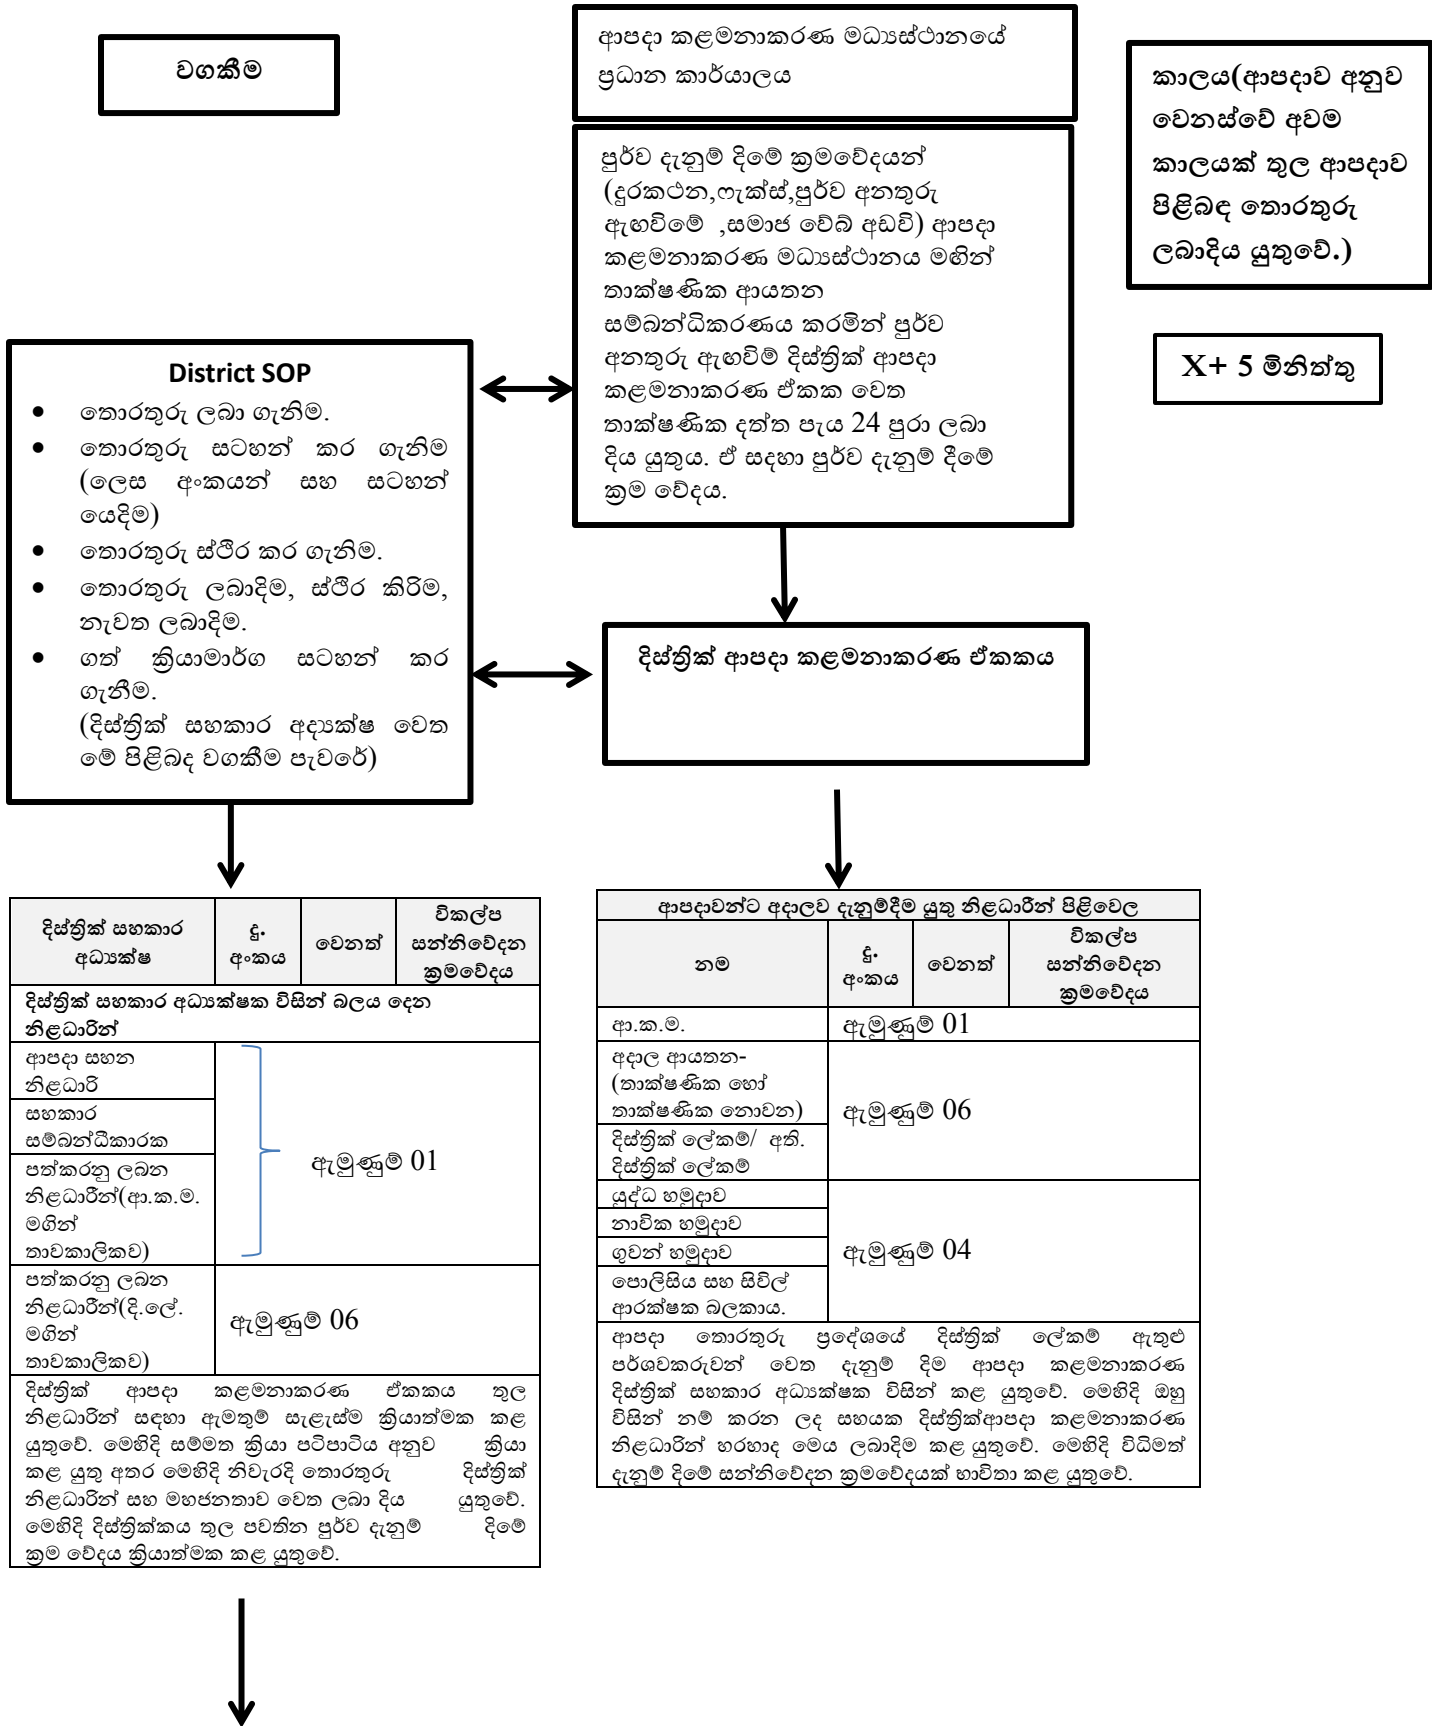 වගකීම
ආපදා කළමනාකරණ මධ්‍යස්ථානයේ
ප්‍රධාන කාර්යාලය
කාලය(ආපදාව අනුව
වෙනස්වේ අවම
කාලයක් තුල ආපදාව
පිළිබඳ තොරතුරු
ලබාදිය යුතුවේ.)
පුර්ව දැනුම් දිමේ ක්‍රමවේදයන්
(දුරකථන,ෆැක්ස්,පුර්ව අනතුරු
ඇඟවිමේ ,සමාජ වේබ් අඩවි) ආපදා
කළමනාකරණ මධ්‍යස්ථානය මඟින්
තාක්ෂණික ආයතන
සම්බන්ධිකරණය කරමින් පුර්ව
අනතුරු ඇඟවිම් දිස්ත්‍රික් ආපදා
කළමනාකරණ ඒකක වෙත
තාක්ෂණික දත්ත පැය 24 පුරා ලබා
දිය යුතුය. ඒ සදහා පුර්ව දැනුම් දීමේ
ක්‍රම වේදය.
X+ 5 මිනිත්තු
District SOP
• තොරතුරු ලබා ගැනිම.
• තොරතුරු සටහන් කර ගැනිම
(ලෙස අංකයන් සහ සටහන්
යෙදිම)
• තොරතුරු ස්ථිර කර ගැනිම.
• තොරතුරු ලබාදිම, ස්ථිර කිරිම,
නැවත ලබාදිම.
• ගත් ක්‍රියාමාර්ග සටහන් කර
ගැනීම.
(දිස්ත්‍රික් සහකාර අද්‍යක්ෂ වෙත
මේ පිළිබද වගකීම පැවරේ)
දිස්ත්‍රික් ආපදා කළමනාකරණ ඒකකය
දිස්ත්‍රික් සහකාර
අධ්‍යක්ෂ
දු.
අංකය
වෙනත්
විකල්ප
සන්නිවේදන
ක්‍රමවේදය
දිස්ත්‍රික් සහකාර අධ්‍යක්ෂක විසින් බලය දෙන
නිළධාරින්
ආපදා සහන
නිළධාරි
සහකාර
සම්බන්ධීකාරක
පත්කරනු ලබන
නිළධාරීන්(ආ.ක.ම.
මගින්
තාවකාලිකව)
ඇමුණුම් 01
පත්කරනු ලබන
නිළධාරීන්(දි.ලේ.
මගින්
තාවකාලිකව)
ඇමුණුම් 06
දිස්ත්‍රික් ආපදා කළමනාකරණ ඒකකය තුල
නිළධාරින් සඳහා ඇමතුම් සැළැස්ම ක්‍රියාත්මක කළ
යුතුවේ. මෙහිදි සම්මත ක්‍රියා පටිපාටිය අනුව ක්‍රියා
කළ යුතු අතර මෙහිදි නිවැරදි තොරතුරු දිස්ත්‍රික්
නිළධාරින් සහ මහජනතාව වෙත ලබා දිය යුතුවේ.
මෙහිදි දිස්ත්‍රික්කය තුල පවතින පුර්ව දැනුම් දිමේ
ක්‍රම වේදය ක්‍රියාත්මක කළ යුතුවේ.
ආපදාවන්ට අදාලව දැනුම්දීම යුතු නිළධාරීන් පිළිවෙල
නම
දු.
අංකය
වෙනත්
විකල්ප
සන්නිවේදන
ක්‍රමවේදය
ආ.ක.ම.
ඇමුණුම් 01
අදාල ආයතන-
(තාක්ෂණික හෝ
තාක්ෂණික නොවන)
දිස්ත්‍රික් ලේකම්/ අති.
දිස්ත්‍රික් ලේකම්
ඇමුණුම් 06
යුද්ධ හමුදාව
නාවික හමුදාව
ගුවන් හමුදාව
පොලිසිය සහ සිවිල්
ආරක්ෂක බලකාය.
ඇමුණුම් 04
ආපදා තොරතුරු ප්‍රදේශයේ දිස්ත්‍රික් ලේකම් ඇතුළු
පර්ශවකරුවන් වෙත දැනුම් දිම ආපදා කළමනාකරණ
දිස්ත්‍රික් සහකාර අධ්‍යක්ෂක විසින් කළ යුතුවේ. මෙහිදි ඔහු
විසින් නම් කරන ලද සහයක දිස්ත්‍රික්ආපදා කළමනාකරණ
නිළධාරින් හරහාද මෙය ලබාදිම කළ යුතුවේ. මෙහිදි විධිමත්
දැනුම් දිමේ සන්නිවේදන ක්‍රමවේදයක් භාවිතා කළ යුතුවේ.